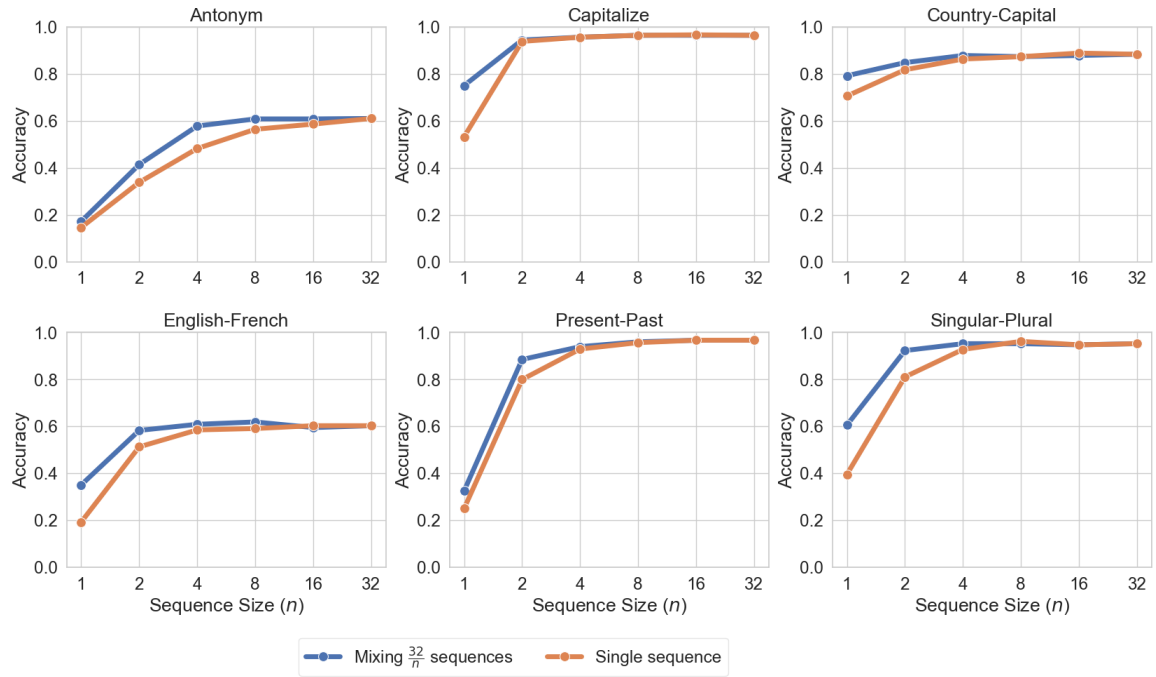 Antonym
Capitalize
Country-Capital
1.0
0.8
0.6
0.4
0.2
0.0
Accuracy
1 2 4 8 16 32
1.0
0.8
0.6
0.4
0.2
0.0
Accuracy
1 2 4 8 16 32
1.0
0.8
0.6
0.4
0.2
0.0
Accuracy
1 2 4 8 16 32
English-French
Present-Past
Singular-Plural
1.0
0.8
0.6
0.4
0.2
0.0
Accuracy
1 2 4 8 16 32
Sequence Size (n)
1.0
0.8
0.6
0.4
0.2
0.0
Accuracy
1 2 4 8 16 32
Sequence Size (n)
1.0
0.8
0.6
0.4
0.2
0.0
Accuracy
1 2 4 8 16 32
Sequence Size (n)
Mixing 32/n sequences
Single sequence